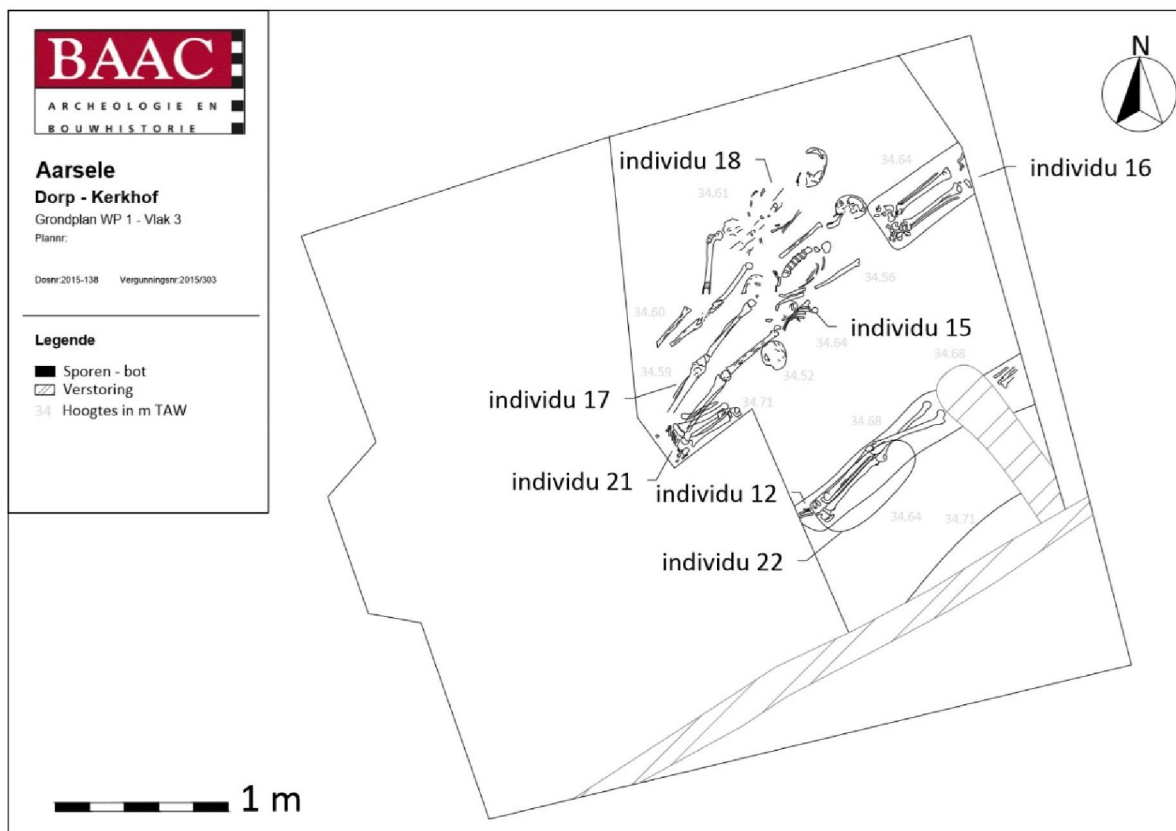 BAAC
ARCHEOLOGIE EN
BOUWHISTORIE
Aarsele
Dorp - Kerkhof
Grondplan WP 1 - Vlak 3
Plannr:
Dosnr:2015-138 Vergunningsnr:2015/303
Legende
Sporen - bot
Verstoring
34 Hoogtes in m TAW
N
individu 18
34.64
individu 16
34.61
34.56
34.60
individu 15
34.64
34.68
34.59
34.52
individu 17
34.71
34.68
individu 21
individu 12
34.64
34.71
individu 22
1 m